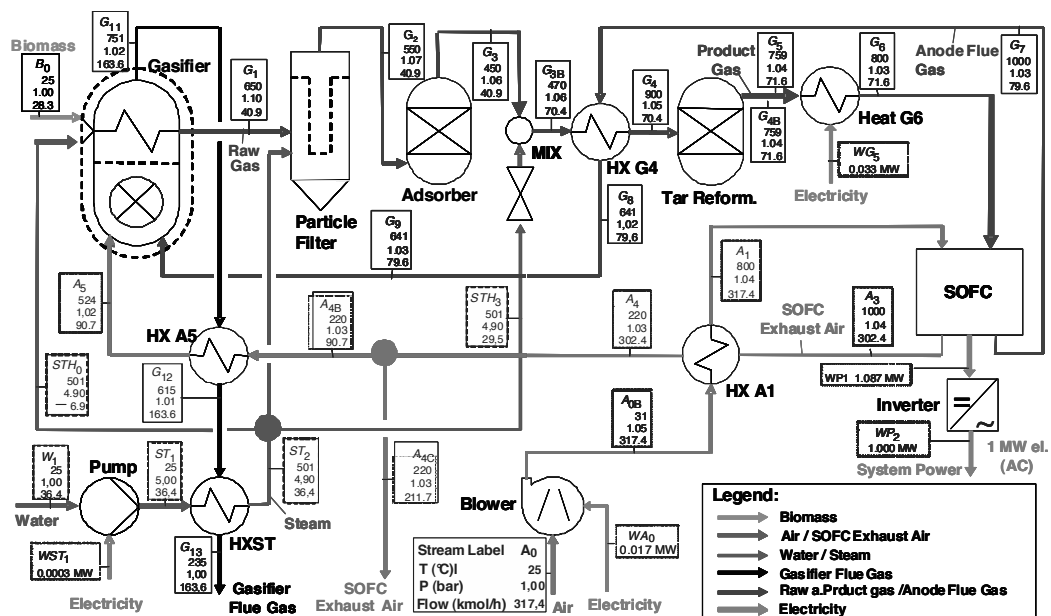 Biomass
B0
25
1.00
28.3
G11
751
1.02
163.6
Gasifier
G1
650
1.10
40.9
Raw
Gas
Particle
Filter
G2
550
1.07
40.9
Adsorber
G3
450
1.06
40.9
G3B
470
1.06
70.4
MIX
HX G4
G4
900
1.05
70.4
Tar Reform.
Product
Gas
G5
759
1.04
71.6
G4B
759
1.04
71.6
G6
800
1.03
71.6
Heat G6
WG5
0,033 MW
Electricity
Anode Flue
Gas
G7
1000
1.03
79.6
G8
641
1,02
79,6
G9
641
1.03
79.6
A5
524
1,02
90.7
HX A5
A4B
220
1.03
90.7
STH3
501
4,90
29,5
A4
220
1.03
302.4
A1
800
1.04
317.4
SOFC
Exhaust Air
A3
1000
1.04
302.4
SOFC
WP1 1.087 MW
HX A1
Inverter
=
~
WP2
1.000 MW
System Power
1 MW el.
(AC)
STH0
501
4.90
6.9
G12
615
1.01
163.6
A0B
31
1.05
317.4
W1
25
1,00
36,4
Water
Pump
ST1
25
5,00
36,4
WST1
0,0003 MW
Electricity
HXST
ST2
501
4,90
36,4
Steam
G13
235
1,00
163,6
Gasifier
Flue Gas
A4C
220
1.03
211.7
SOFC
Exhaust Air
Blower
WA0
0.017 MW
Stream Label A0
T (°C)l 25
P (bar) 1,00
Flow (kmol/h) 317,4
Air
Electricity
Legend:
Biomass
Air / SOFC Exhaust Air
Water / Steam
Gasifier Flue Gas
Raw a.Prduct gas /Anode Flue Gas
Electricity